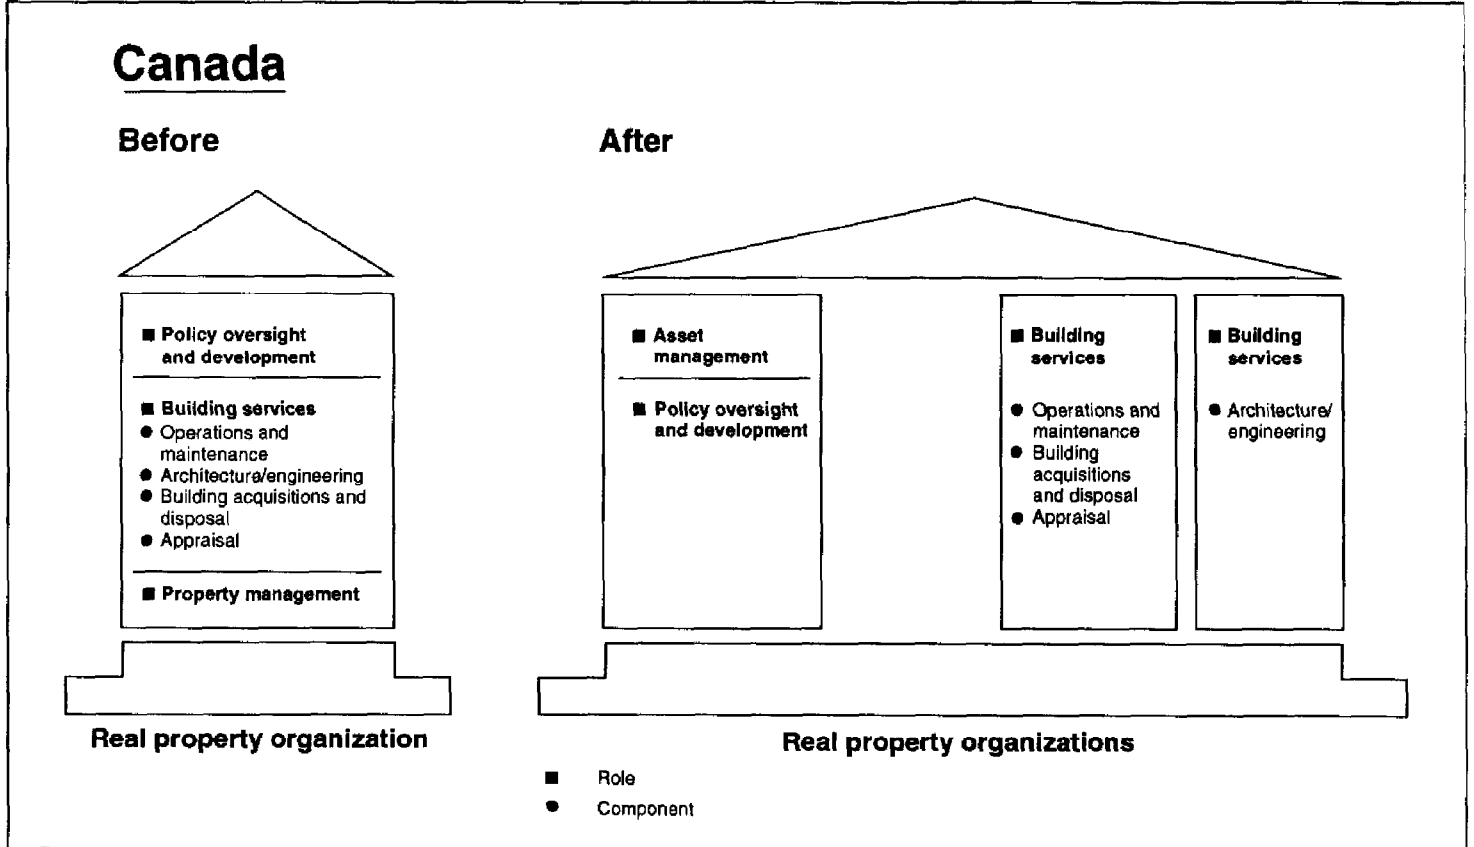 Canada
Before
■ Policy oversight
and development
■ Building services
● Operations and
maintenance
● Architecture/engineering
● Building acquisitions and
disposal
● Appraisal
■ Property management
Real property organization
After
■ Asset
management
■ Policy oversight
and development
■ Building
services
● Operations and
maintenance
● Building
acquisitions
and disposal
● Appraisal
■ Building
services
● Architecture/
engineering
Real property organizations
■ Role
● Component